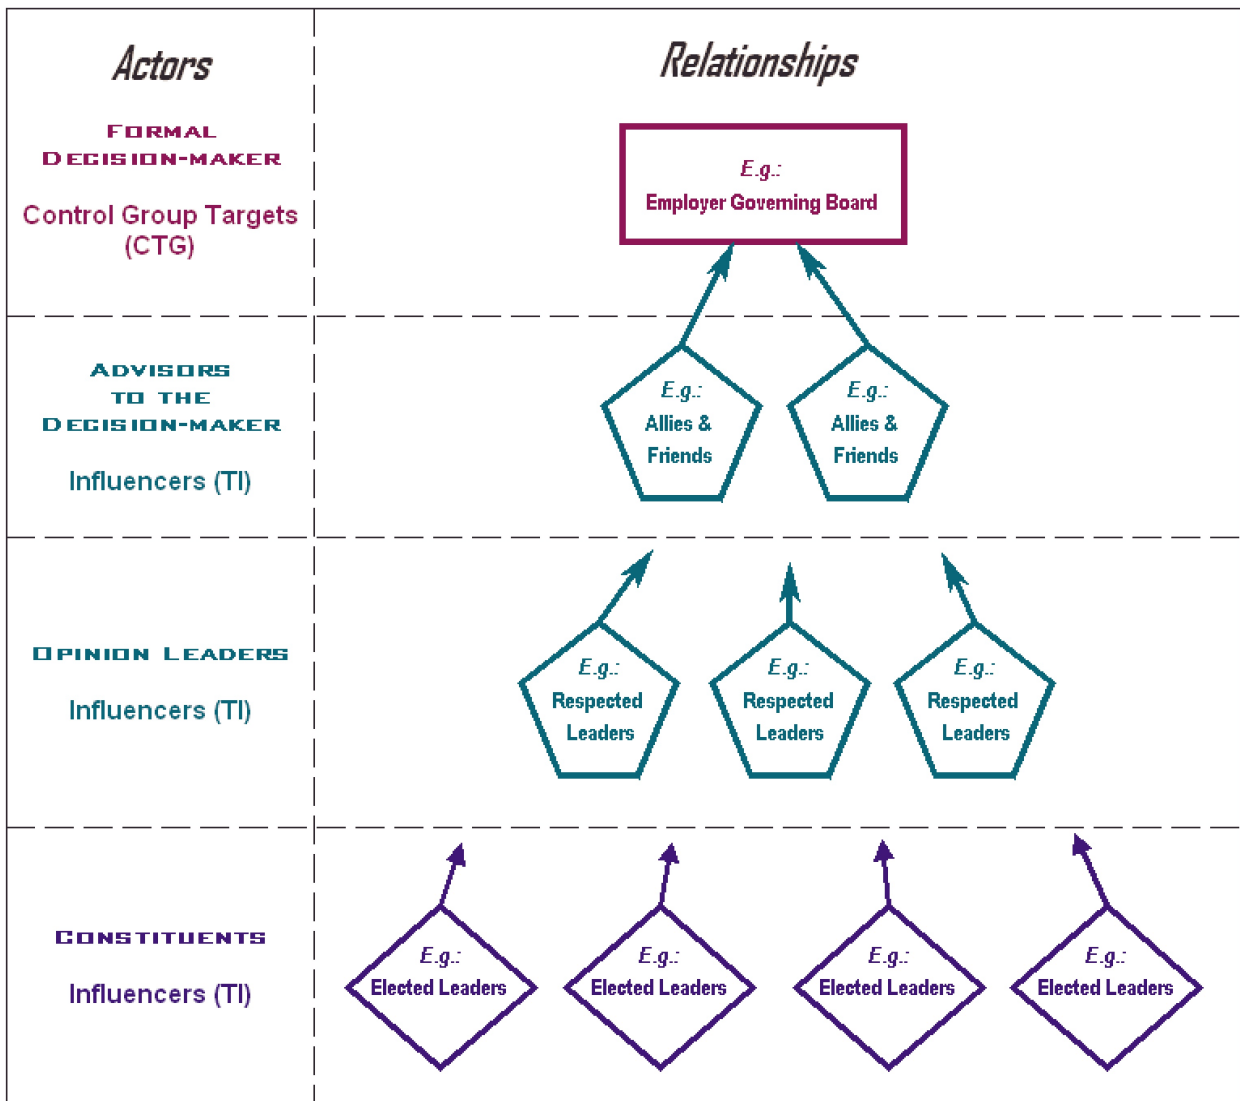 Actors
Relationships
FORMAL
DECISION-MAKER
Control Group Targets
(CTG)
E.g.:
Employer Governing Board
ADVISORS
TO THE
DECISION-MAKER
Influencers (TI)
E.g.:
Allies &
Friends
E.g.:
Allies &
Friends
OPINION LEADERS
Influencers (TI)
E.g.:
Respected
Leaders
E.g.:
Respected
Leaders
E.g.:
Respected
Leaders
CONSTITUENTS
Influencers (TI)
E.g.:
Elected Leaders
E.g.:
Elected Leaders
E.g.:
Elected Leaders
E.g.:
Elected Leaders